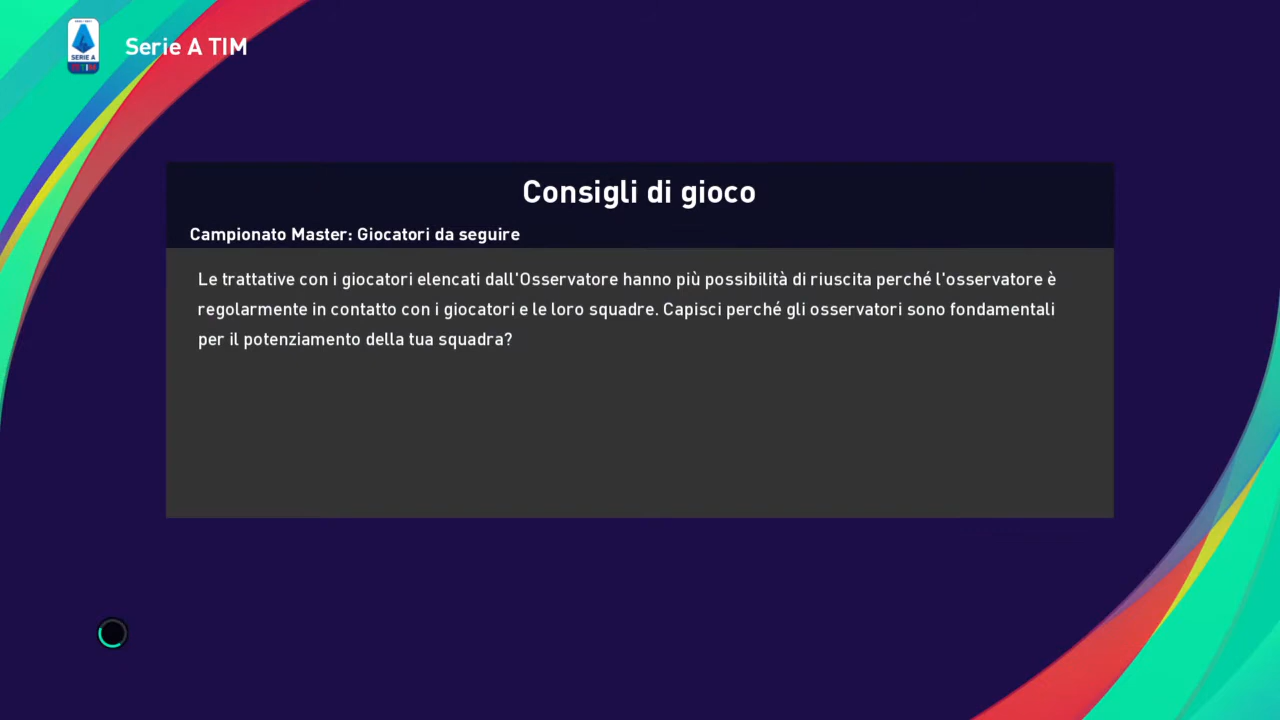 Serie A TIM
SERIE A
TIM
Consigli di gioco
Campionato Master: Giocatori da seguire
Le trattative con i giocatori elencati dall'Osservatore hanno più possibilità di riuscita perché l'osservatore è
regolarmente in contatto con i giocatori e le loro squadre. Capisci perché gli osservatori sono fondamentali
per il potenziamento della tua squadra?